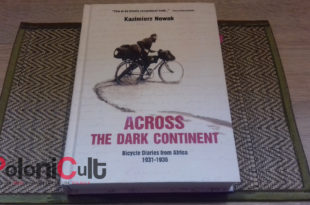 Kazimierz Nowak
ACROSS
THE DARK CONTINENT
Bicycle Diaries from Africa
1931-1936
PoloniCult